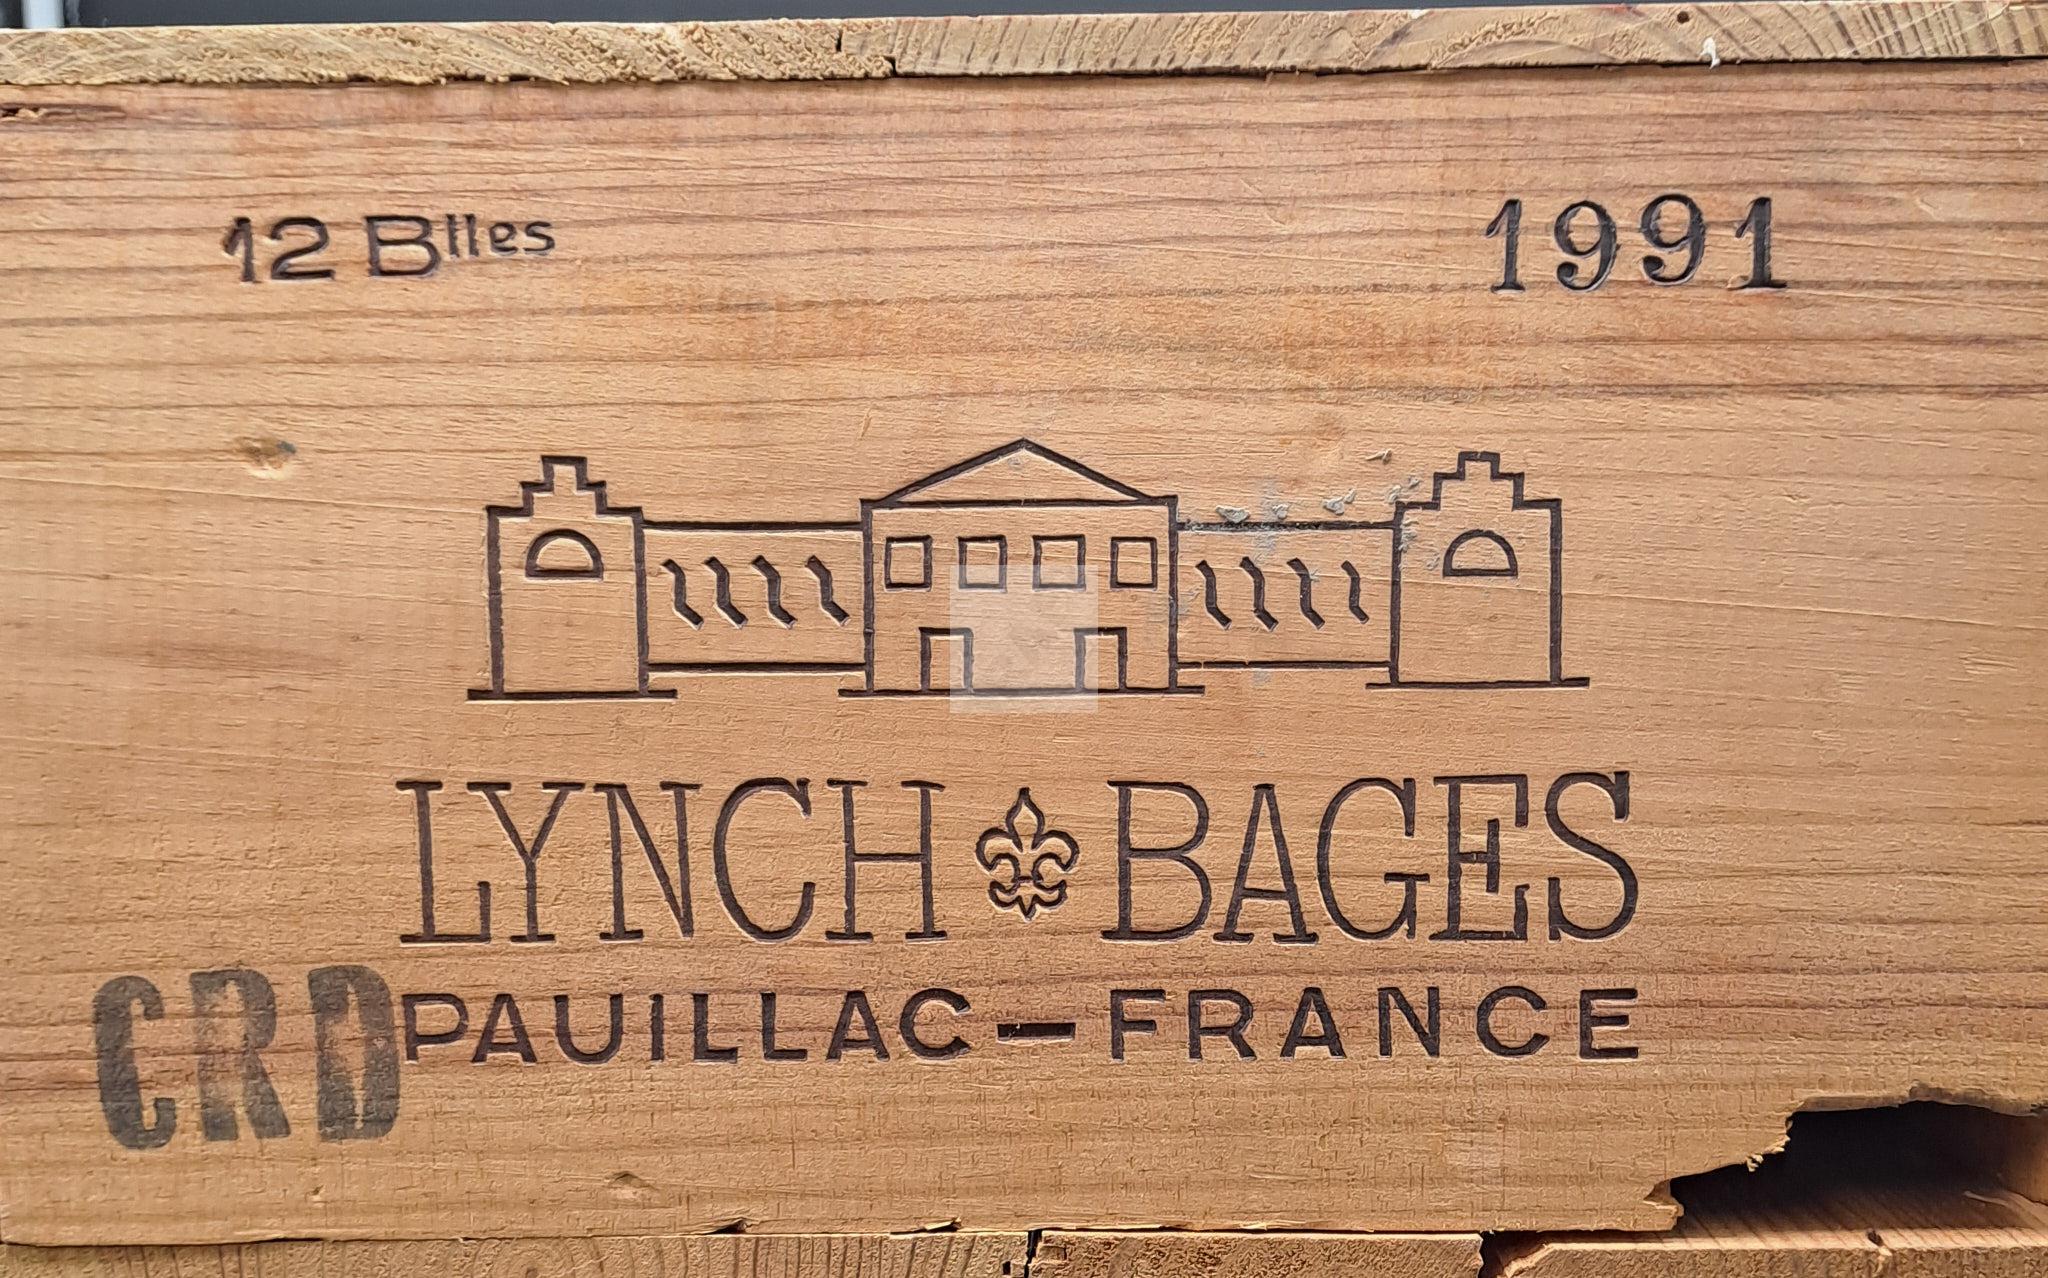 12 Blles 1991
LYNCH BAGES
PAUILLAC - FRANCE
CRD